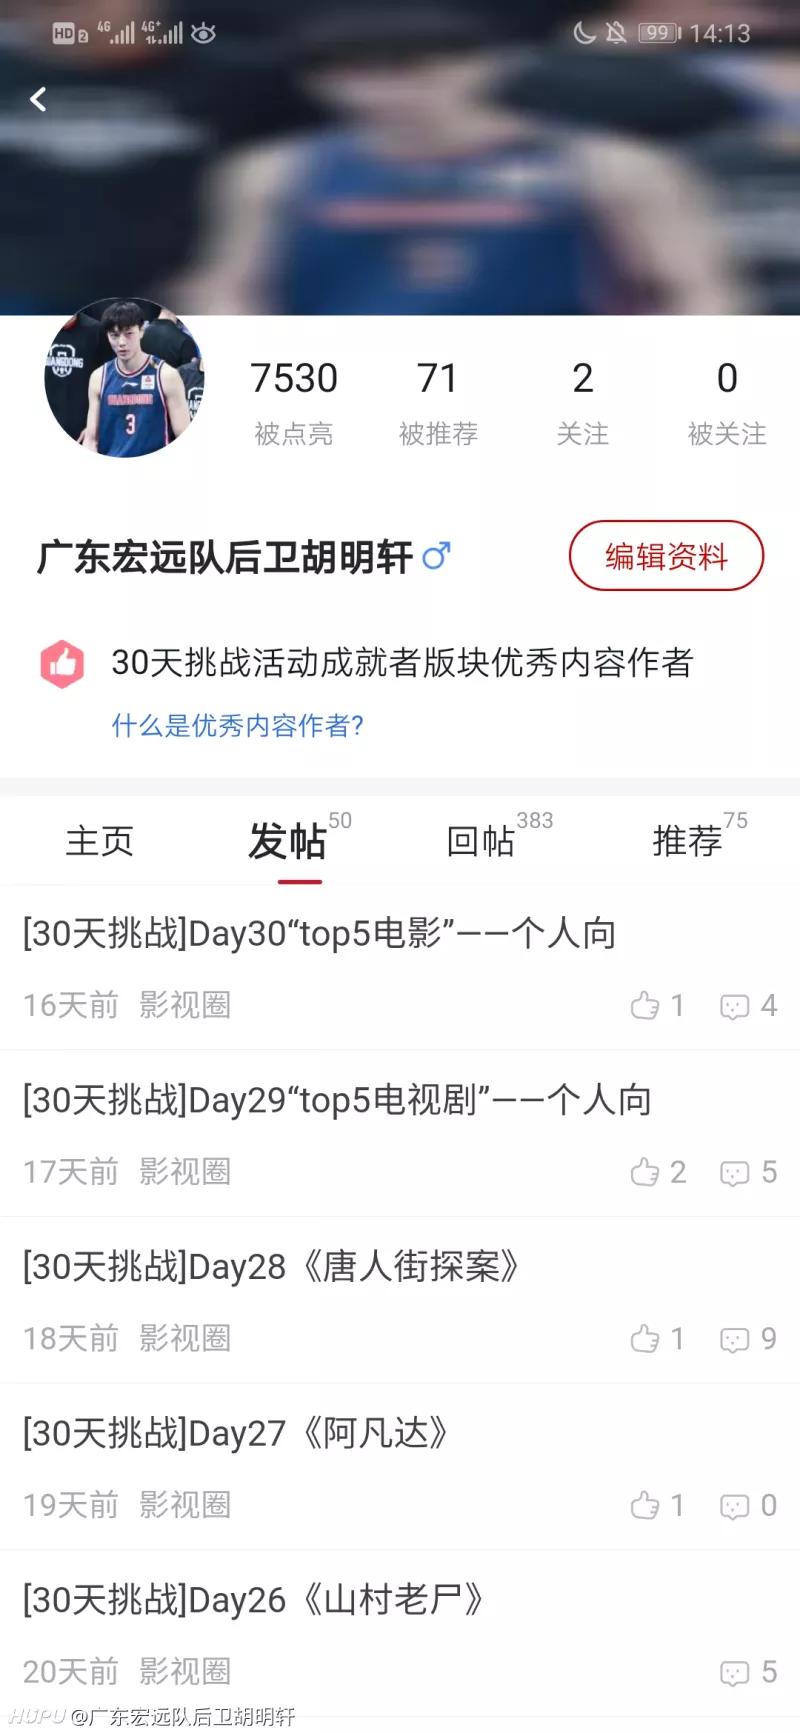 HD 2 4G 4G+ 99 14:13
GUANGDONG
GUANGDONG
3
7530 71 2 0
被点亮 被推荐 关注 被关注
广东宏远队后卫胡明轩 编辑资料
30天挑战活动成就者版块优秀内容作者
什么是优秀内容作者?
主页 发帖 50 回帖 383 推荐 75
[30天挑战]Day30“top5电影”——个人向
16天前 影视圈 1 4
[30天挑战]Day29“top5电视剧”——个人向
17天前 影视圈 2 5
[30天挑战]Day28《唐人街探案》
18天前 影视圈 1 9
[30天挑战]Day27《阿凡达》
19天前 影视圈 1 0
[30天挑战]Day26《山村老尸》
20天前 影视圈 5
HUPU @广东宏远队后卫胡明轩